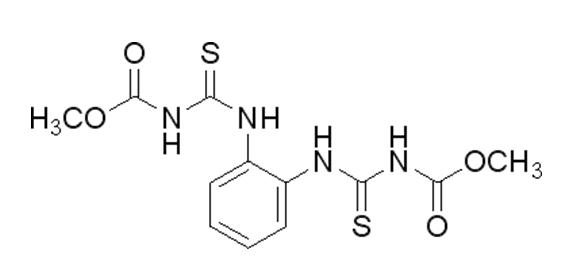 O S
H₃CO N H NH
H N H N OCH₃
S O